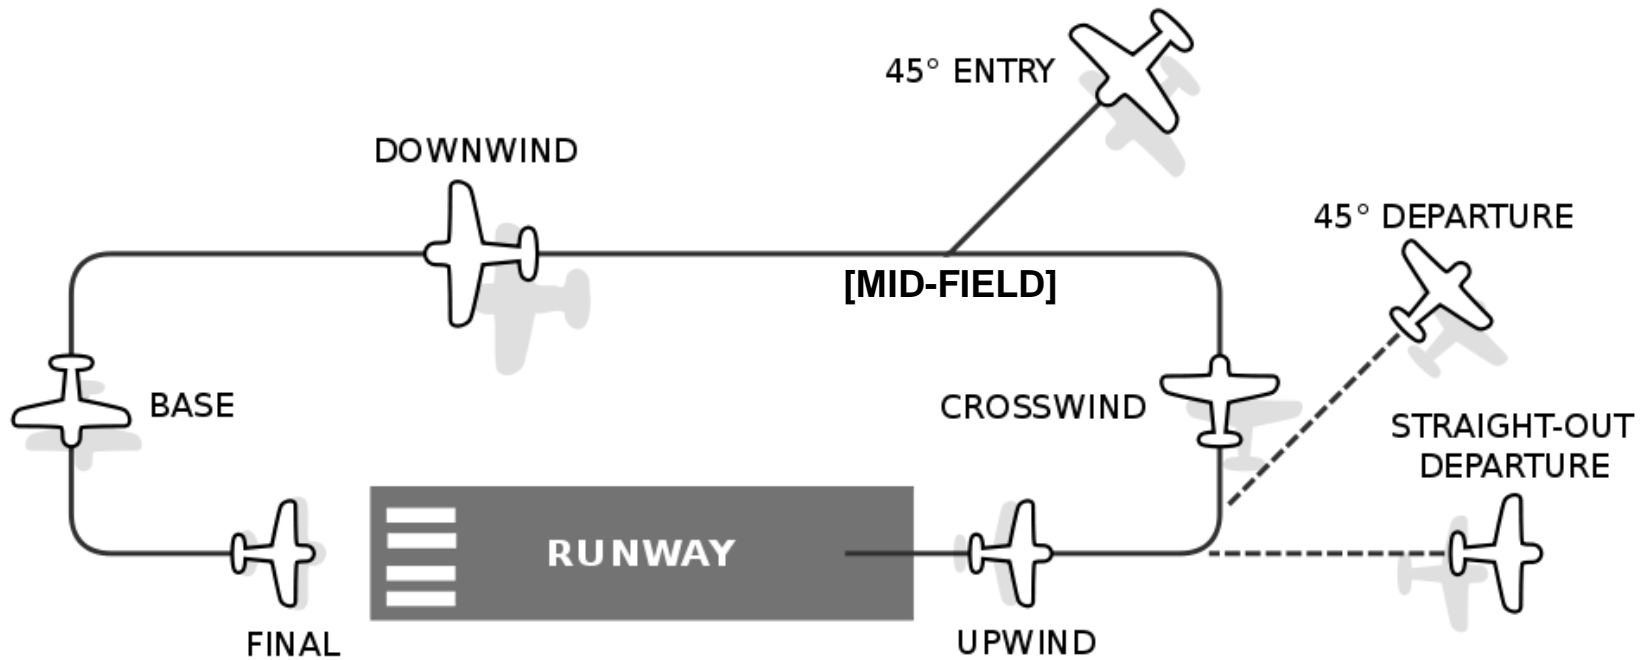 45° ENTRY
DOWNWIND
45° DEPARTURE
[MID-FIELD]
BASE
CROSSWIND
STRAIGHT-OUT
DEPARTURE
RUNWAY
FINAL
UPWIND